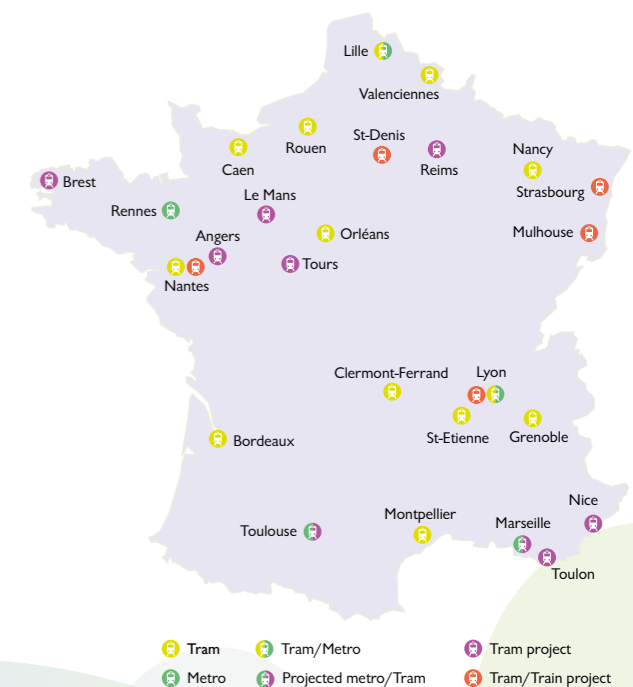 Lille
Valenciennes
Rouen
St-Denis
Caen
Reims
Nancy
Strasbourg
Brest
Le Mans
Rennes
Angers
Orléans
Mulhouse
Tours
Nantes
Clermont-Ferrand
Lyon
St-Etienne
Grenoble
Bordeaux
Montpellier
Nice
Toulouse
Marseille
Toulon
Tram
Tram/Metro
Tram project
Metro
Projected metro/Tram
Tram/Train project